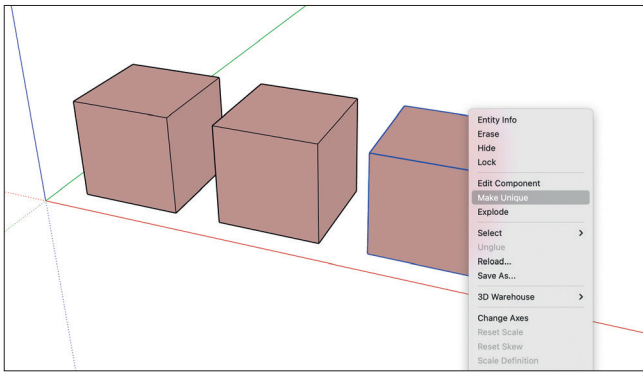 Entity Info
Erase
Hide
Lock
Edit Component
Make Unique
Explode
Select
Unglue
Reload...
Save As...
3D Warehouse
Change Axes
Reset Scale
Reset Skew
Scale Definition